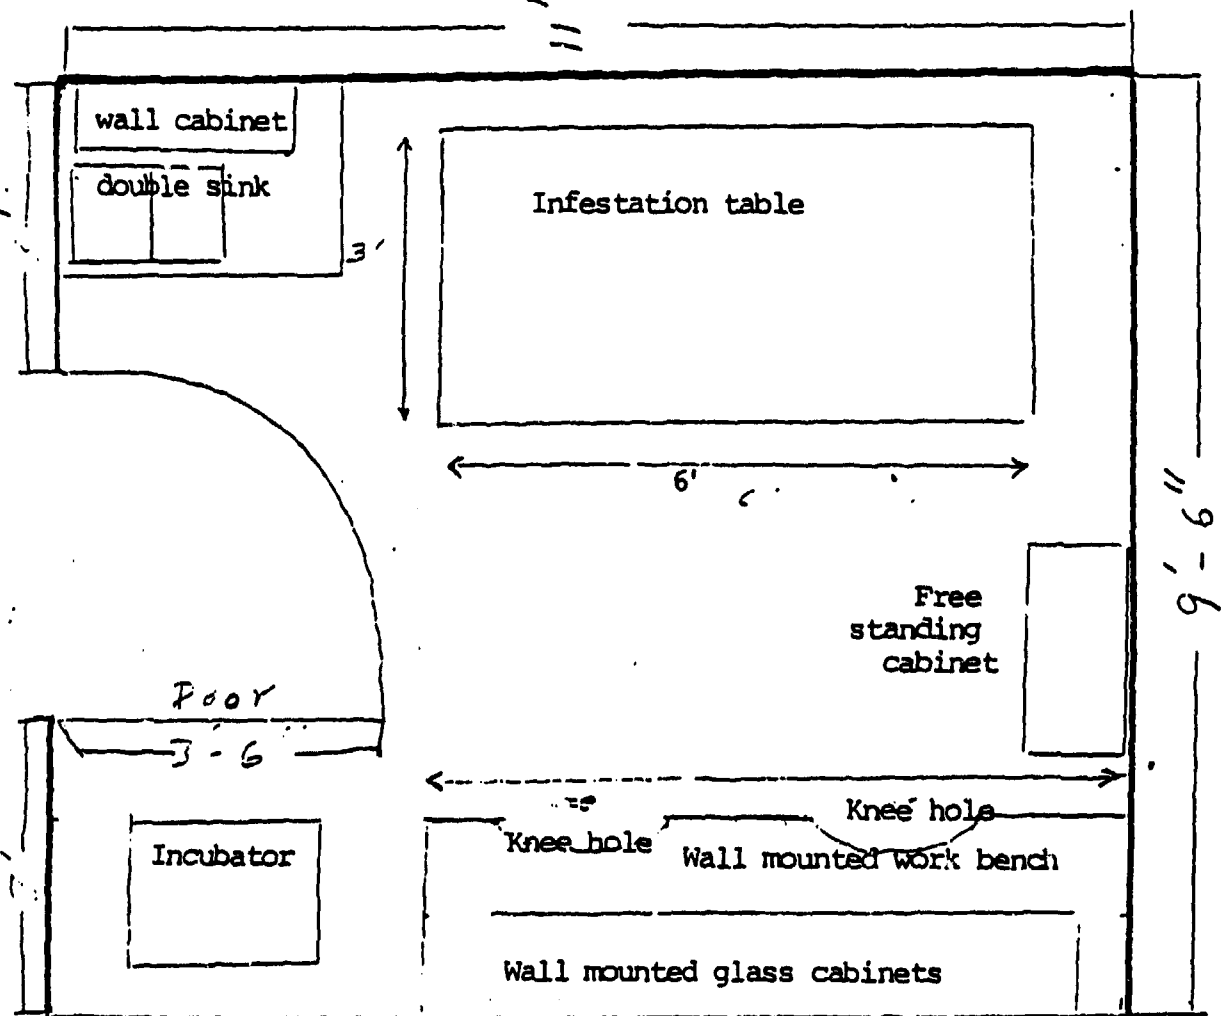 11'
wall cabinet
double sink
Infestation table
3'
6'
9'-6"
Free
standing
cabinet
Door
3-6
Knee hole
Knee hole
Incubator
Wall mounted work bench
Wall mounted glass cabinets